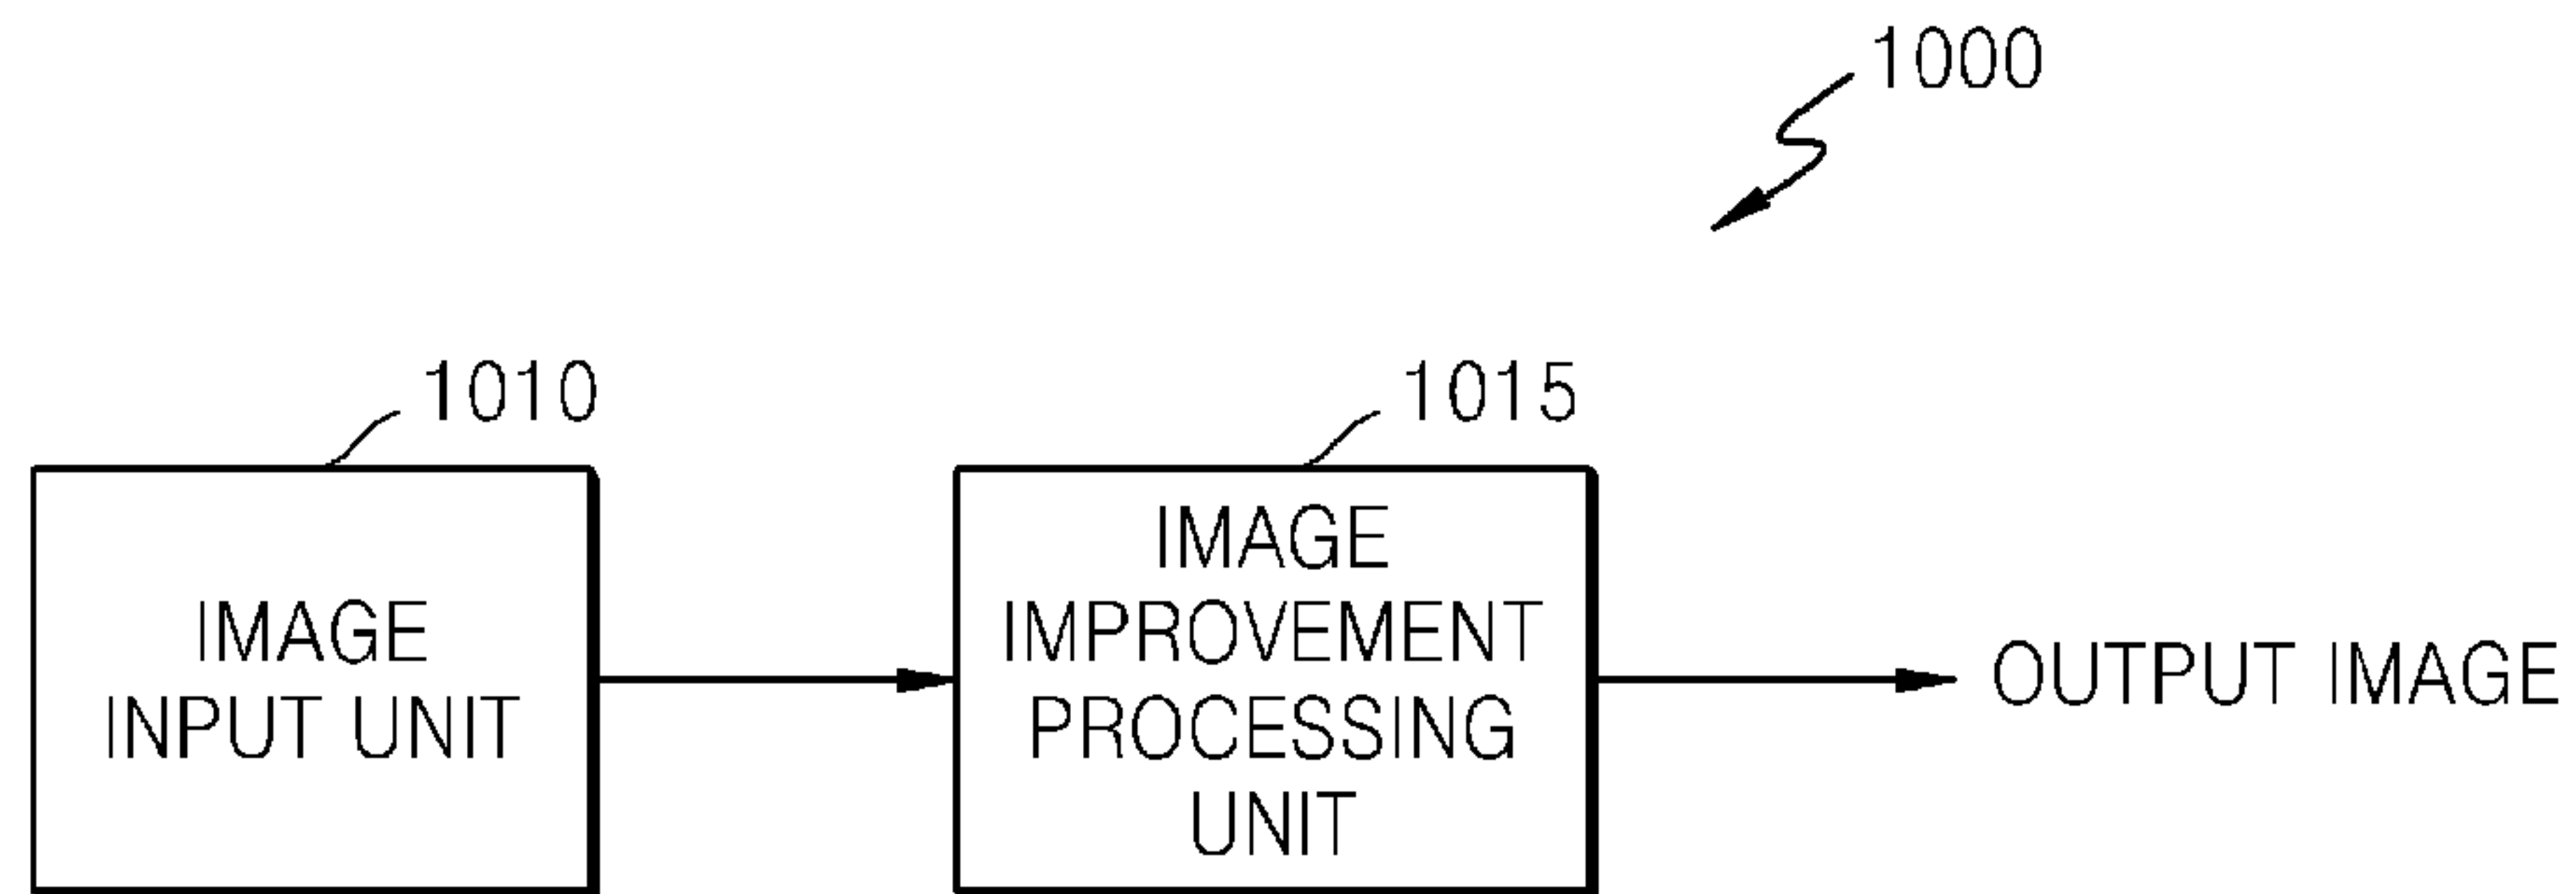 1000
1010
1015
IMAGE
INPUT UNIT
IMAGE
IMPROVEMENT
PROCESSING
UNIT
OUTPUT IMAGE